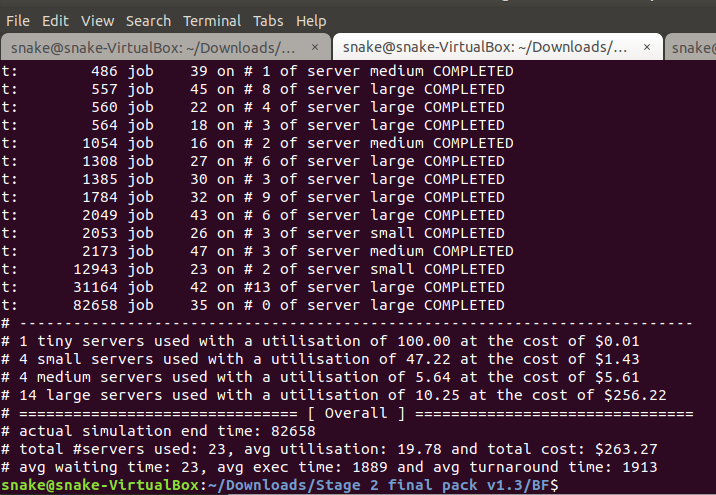 File Edit View Search Terminal Tabs Help
snake@snake-VirtualBox: ~/Downloads/... × snake@snake-VirtualBox: ~/Downloads/... × snake@
t:        486 job    39 on # 1 of server medium COMPLETED
t:        557 job    45 on # 8 of server large COMPLETED
t:        560 job    22 on # 4 of server large COMPLETED
t:        564 job    18 on # 3 of server large COMPLETED
t:       1054 job    16 on # 2 of server medium COMPLETED
t:       1308 job    27 on # 6 of server large COMPLETED
t:       1385 job    30 on # 3 of server large COMPLETED
t:       1784 job    32 on # 9 of server large COMPLETED
t:       2049 job    43 on # 6 of server large COMPLETED
t:       2053 job    26 on # 3 of server small COMPLETED
t:       2173 job    47 on # 3 of server medium COMPLETED
t:      12943 job    23 on # 2 of server small COMPLETED
t:      31164 job    42 on #13 of server large COMPLETED
t:      82658 job    35 on # 0 of server large COMPLETED
# ---------------------------------------------------------------------------
# 1 tiny servers used with a utilisation of 100.00 at the cost of $0.01
# 4 small servers used with a utilisation of 47.22 at the cost of $1.43
# 4 medium servers used with a utilisation of 5.64 at the cost of $5.61
# 14 large servers used with a utilisation of 10.25 at the cost of $256.22
# =============================== [ Overall ] ===============================
# actual simulation end time: 82658
# total #servers used: 23, avg utilisation: 19.78 and total cost: $263.27
# avg waiting time: 23, avg exec time: 1889 and avg turnaround time: 1913
snake@snake-VirtualBox:~/Downloads/Stage 2 final pack v1.3/BF$